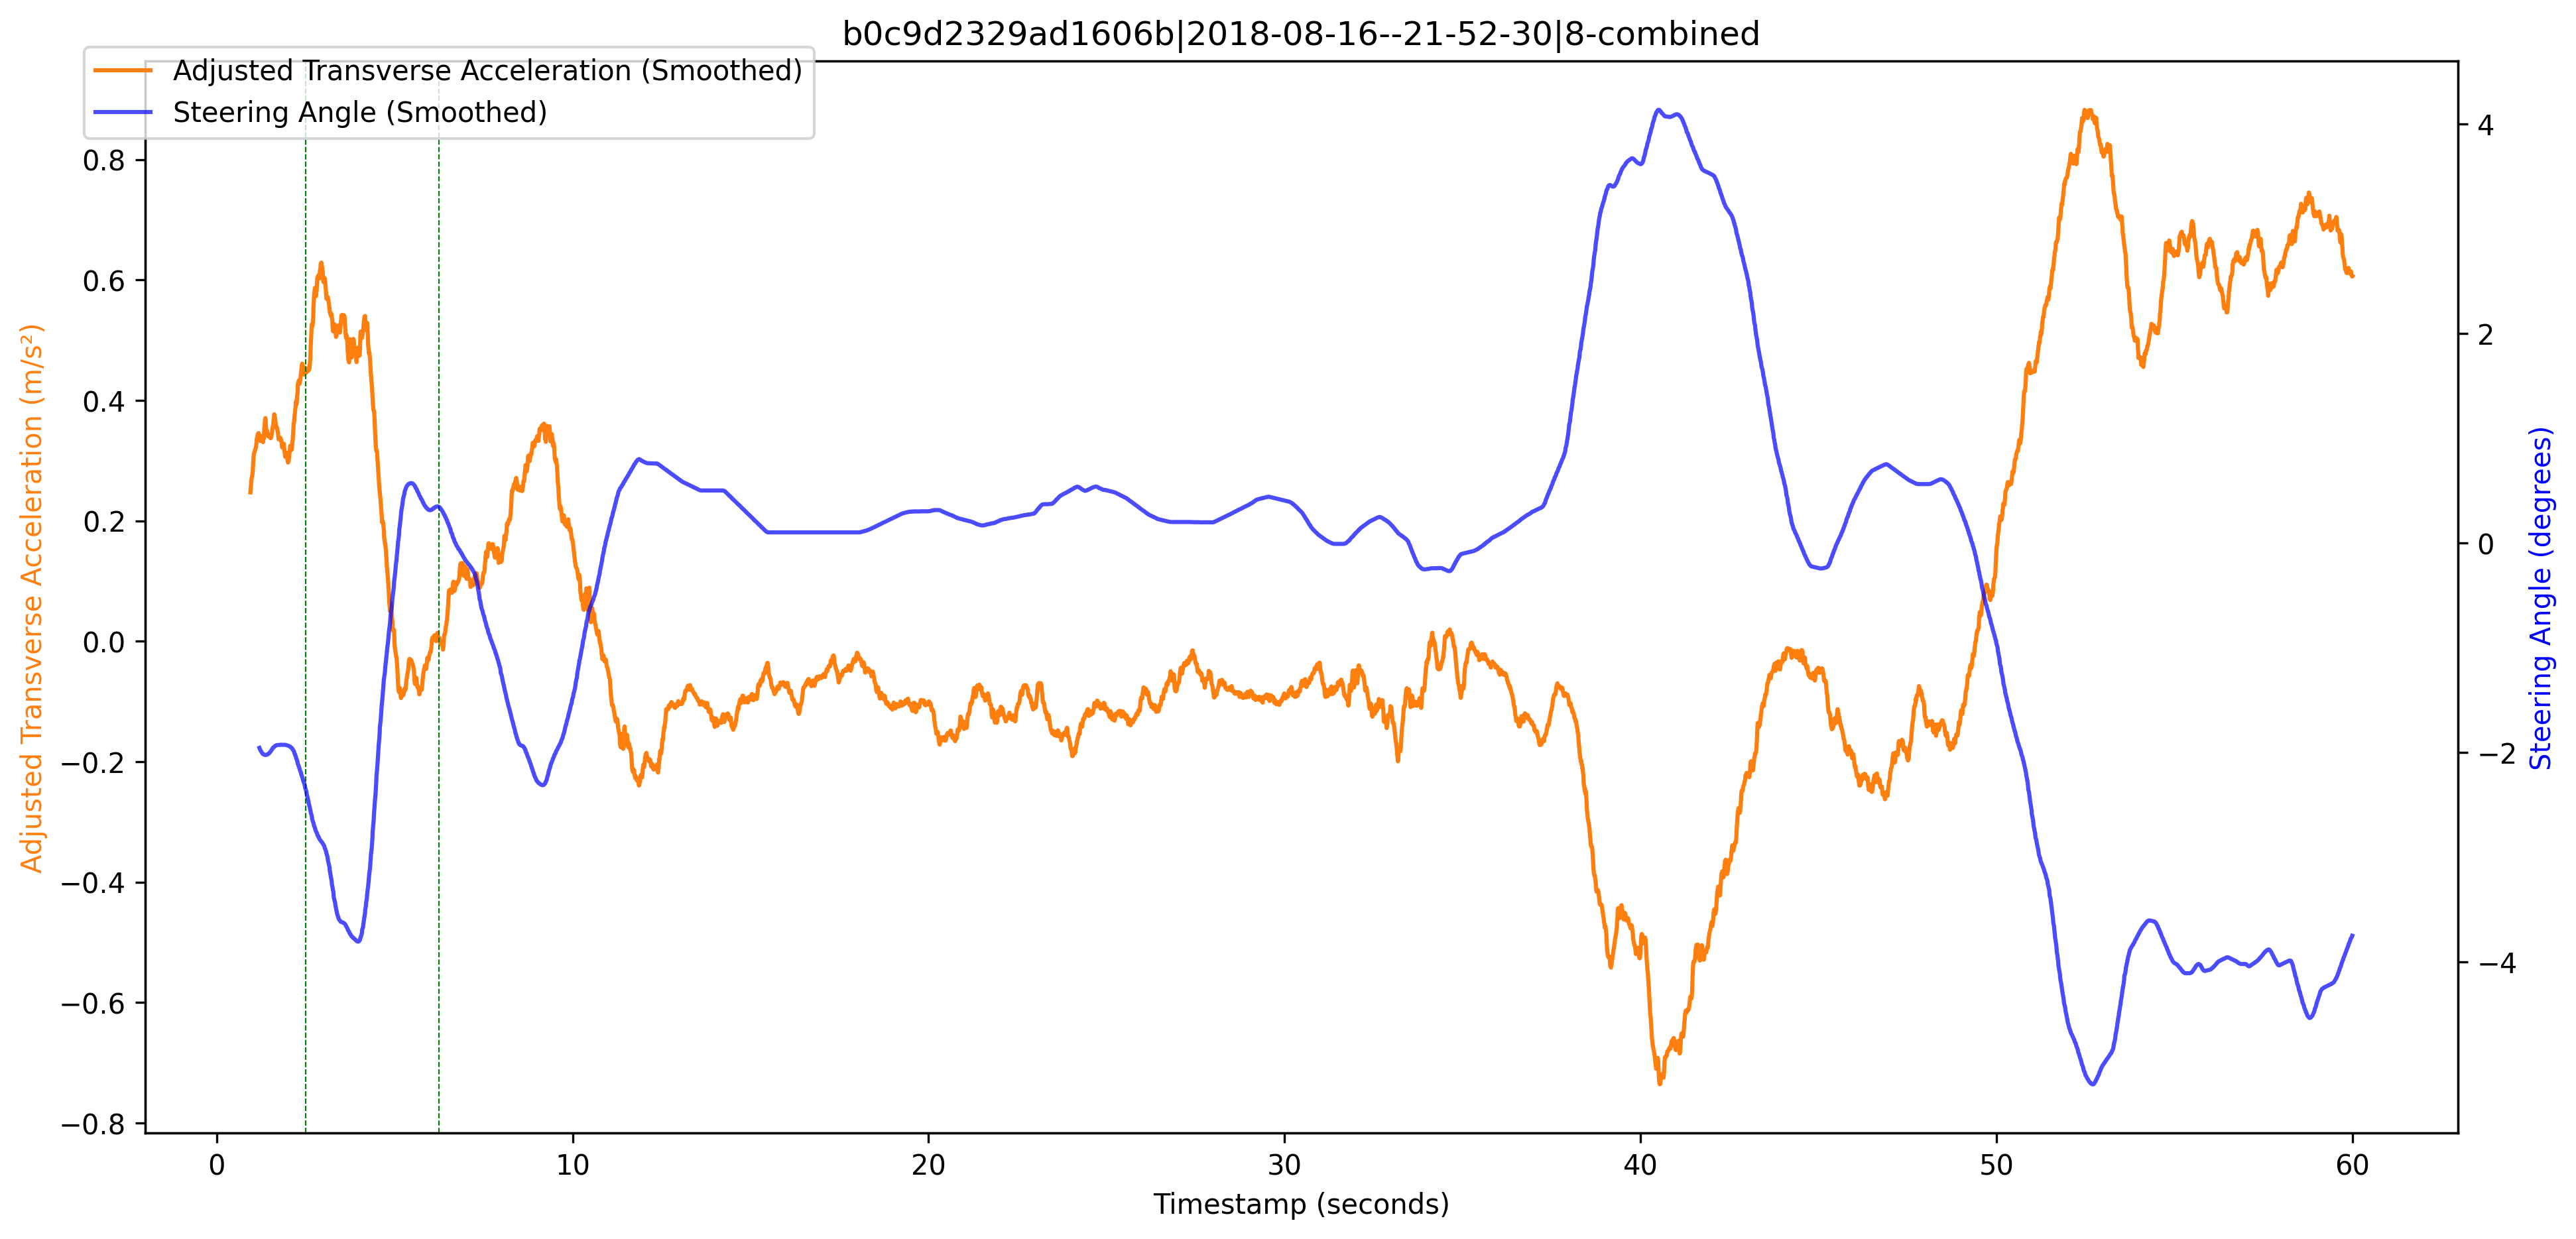 b0c9d2329ad1606b|2018-08-16--21-52-30|8-combined
Adjusted Transverse Acceleration (Smoothed)
Steering Angle (Smoothed)
Adjusted Transverse Acceleration (m/s²)
0.8
0.6
0.4
0.2
0.0
−0.2
−0.4
−0.6
−0.8
4
2
0
−2
−4
Steering Angle (degrees)
0 10 20 30 40 50 60
Timestamp (seconds)